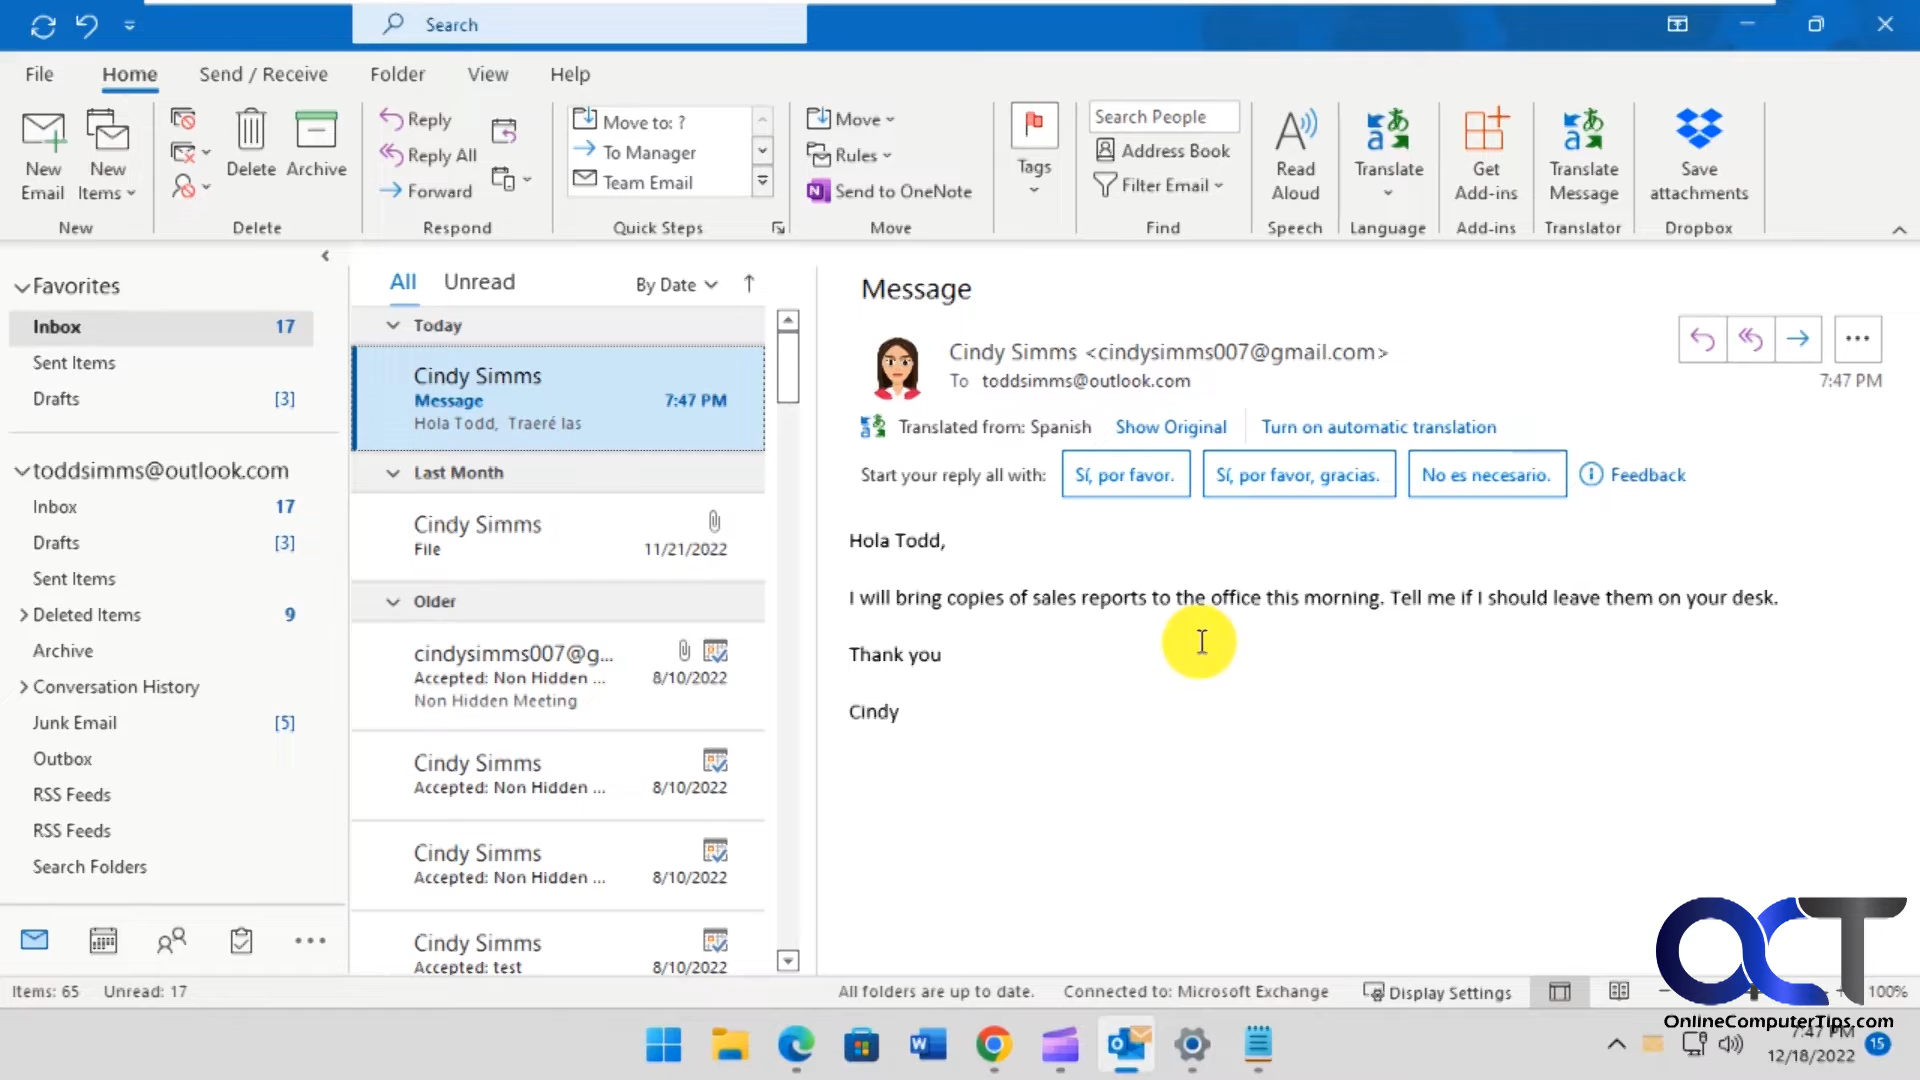 Search
File Home Send / Receive Folder View Help
New Email
New Items
New
Delete
Archive
Delete
Reply
Reply All
Forward
Respond
Move to: ?
To Manager
Team Email
Quick Steps
Move
Rules
Send to OneNote
Move
Tags
Search People
Address Book
Filter Email
Find
Read Aloud
Speech
Translate
Language
Get Add-ins
Add-ins
Translate Message
Translator
Save attachments
Dropbox
Favorites
Inbox 17
Sent Items
Drafts [3]
toddsimms@outlook.com
Inbox 17
Drafts [3]
Sent Items
Deleted Items 9
Archive
Conversation History
Junk Email [5]
Outbox
RSS Feeds
RSS Feeds
Search Folders
All Unread By Date
Today
Cindy Simms
Message 7:47 PM
Hola Todd, Traeré las
Last Month
Cindy Simms
File 11/21/2022
Older
cindysimms007@g...
Accepted: Non Hidden ... 8/10/2022
Non Hidden Meeting
Cindy Simms
Accepted: Non Hidden ... 8/10/2022
Cindy Simms
Accepted: Non Hidden ... 8/10/2022
Cindy Simms
Accepted: test 8/10/2022
Message
Cindy Simms <cindysimms007@gmail.com>
To toddsimms@outlook.com
7:47 PM
Translated from: Spanish Show Original Turn on automatic translation
Start your reply all with: Sí, por favor. Sí, por favor, gracias. No es necesario. Feedback
Hola Todd,
I will bring copies of sales reports to the office this morning. Tell me if I should leave them on your desk.
Thank you
Cindy
Items: 65 Unread: 17
All folders are up to date. Connected to: Microsoft Exchange Display Settings 100%
OCT
OnlineComputerTips.com
7:47 PM
12/18/2022
15